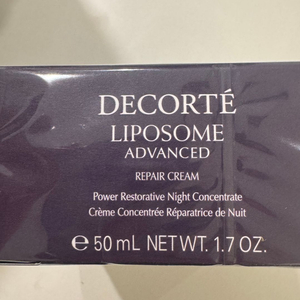 DECORTÉ
LIPOSOME
ADVANCED
REPAIR CREAM
Power Restorative Night Concentrate
Crème Concentrée Réparatrice de Nuit
℮ 50 mL NET WT. 1.7 OZ.